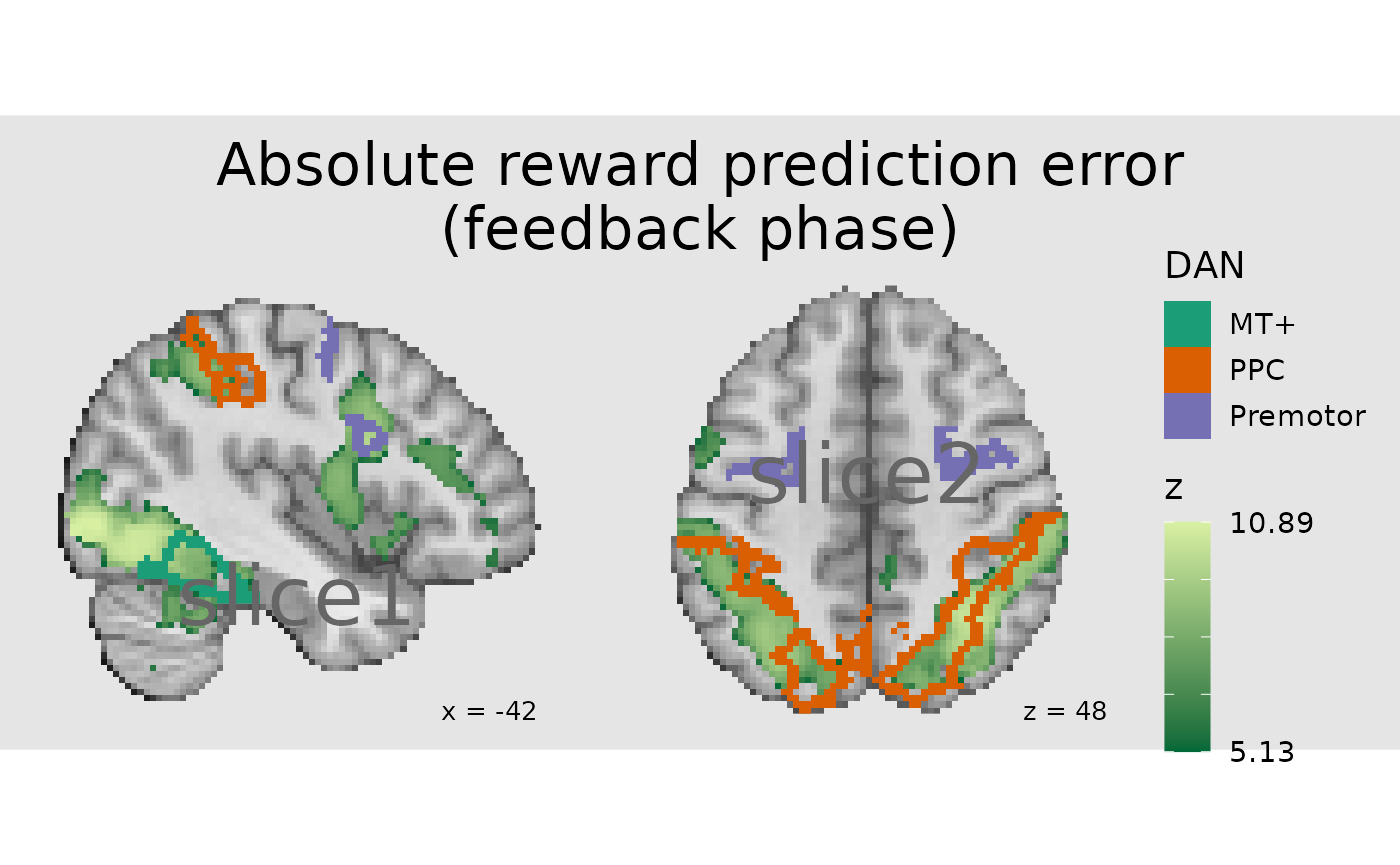 Absolute reward prediction error
(feedback phase)
DAN
MT+
PPC
Premotor
slice1
slice2
z
10.89
5.13
x = -42
z = 48